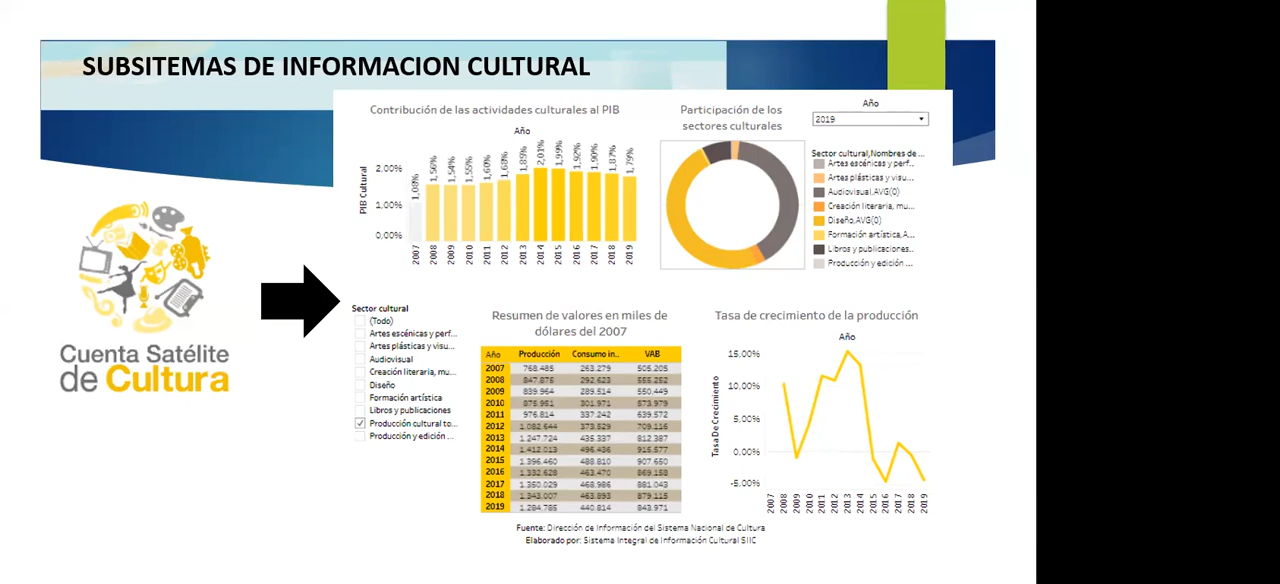 SUBSITEMAS DE INFORMACION CULTURAL
Contribución de las actividades culturales al PIB
Año
PIB Cultural
2,00%
1,00%
0,00%
1,08%
1,56%
1,54%
1,55%
1,60%
1,68%
1,89%
2,01%
1,99%
1,92%
1,90%
1,87%
1,79%
2007
2008
2009
2010
2011
2012
2013
2014
2015
2016
2017
2018
2019
Participación de los
sectores culturales
Año
2019
Sector cultural,Nombres de ...
Artes escénicas y perf...
Artes plásticas y visu...
Audiovisual,AVG(0)
Creación literaria, mu...
Diseño,AVG(0)
Formación artística,A...
Libros y publicaciones..
Producción y edición ...
Cuenta Satélite
de Cultura
Sector cultural
(Todo)
Artes escénicas y perf...
Artes plásticas y visu...
Audiovisual
Creación literaria, mu...
Diseño
Formación artística
Libros y publicaciones
Producción cultural to...
Producción y edición ...
Resumen de valores en miles de
dólares del 2007
Año Producción Consumo in.. VAB
2007 768.485 263.279 505.205
2008 847.875 292.623 555.252
2009 839.964 289.514 550.449
2010 875.951 301.971 573.979
2011 976.814 337.242 639.572
2012 1.082.644 373.529 709.116
2013 1.247.724 435.337 812.387
2014 1.412.013 496.436 915.577
2015 1.396.460 488.810 907.650
2016 1.332.628 463.470 869.158
2017 1.350.029 468.986 881.043
2018 1.343.007 463.893 879.115
2019 1.284.785 440.814 843.971
Tasa de crecimiento de la producción
Año
Tasa De Crecimiento
15.00%
10.00%
5.00%
0.00%
-5.00%
2007
2008
2009
2010
2011
2012
2013
2014
2015
2016
2017
2018
2019
Fuente: Dirección de Información del Sistema Nacional de Cultura
Elaborado por: Sistema Integral de Información Cultural SIIC